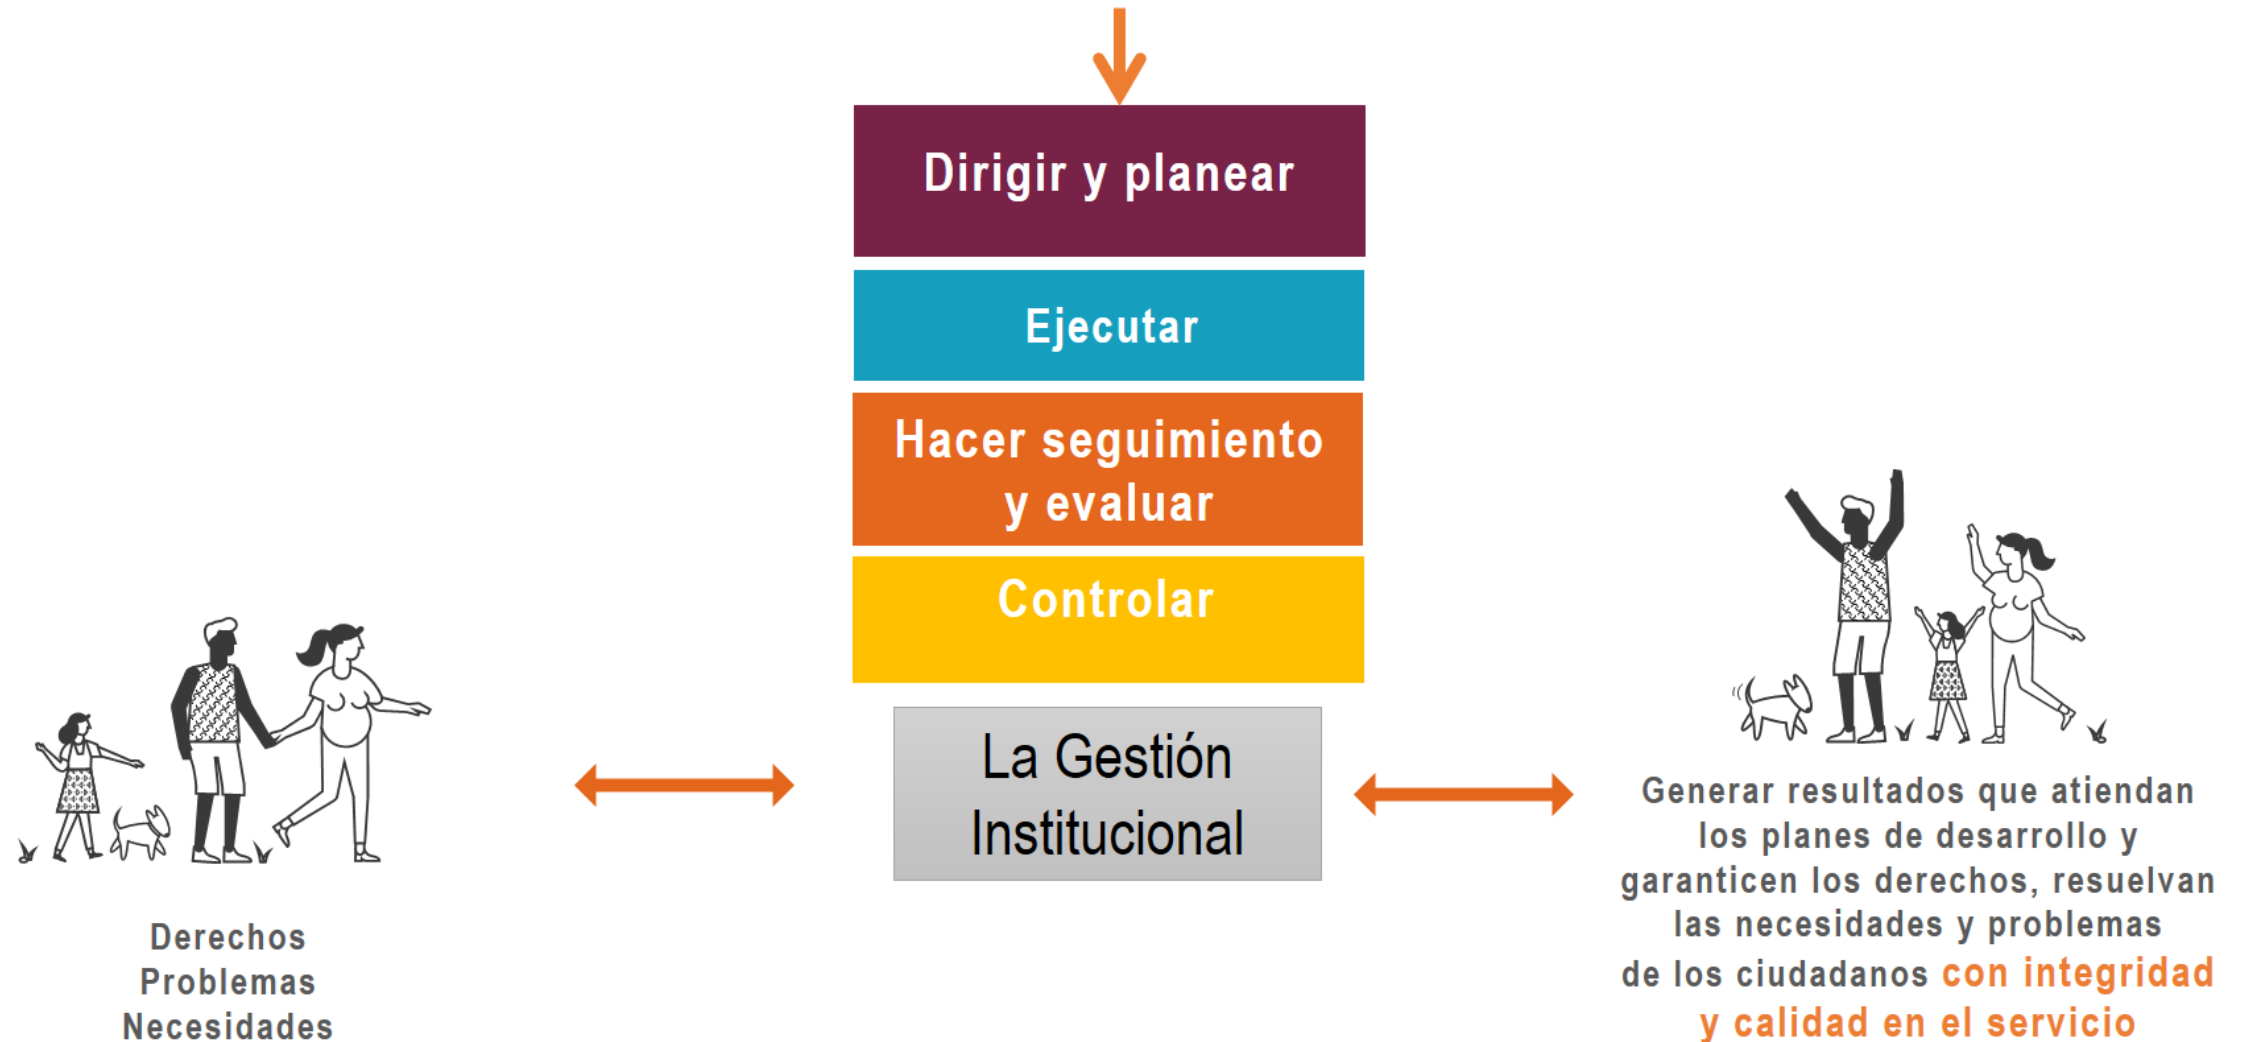 Dirigir y planear
Ejecutar
Hacer seguimiento
y evaluar
Controlar
La Gestión
Institucional
Derechos
Problemas
Necesidades
Generar resultados que atiendan
los planes de desarrollo y
garanticen los derechos, resuelvan
las necesidades y problemas
de los ciudadanos con integridad
y calidad en el servicio